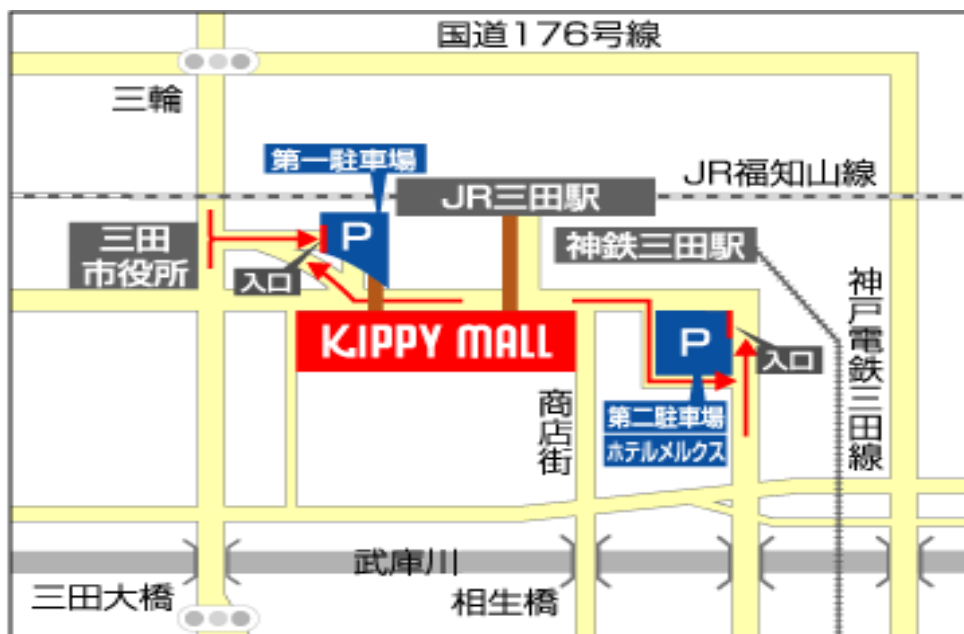 国道176号線
三輪
第一駐車場
JR福知山線
JR三田駅
P
三田
市役所
神鉄三田駅
入口
神戸電鉄三田線
KiPPY MALL
P
入口
商店街
第二駐車場
ホテルメルクス
武庫川
三田大橋
相生橋